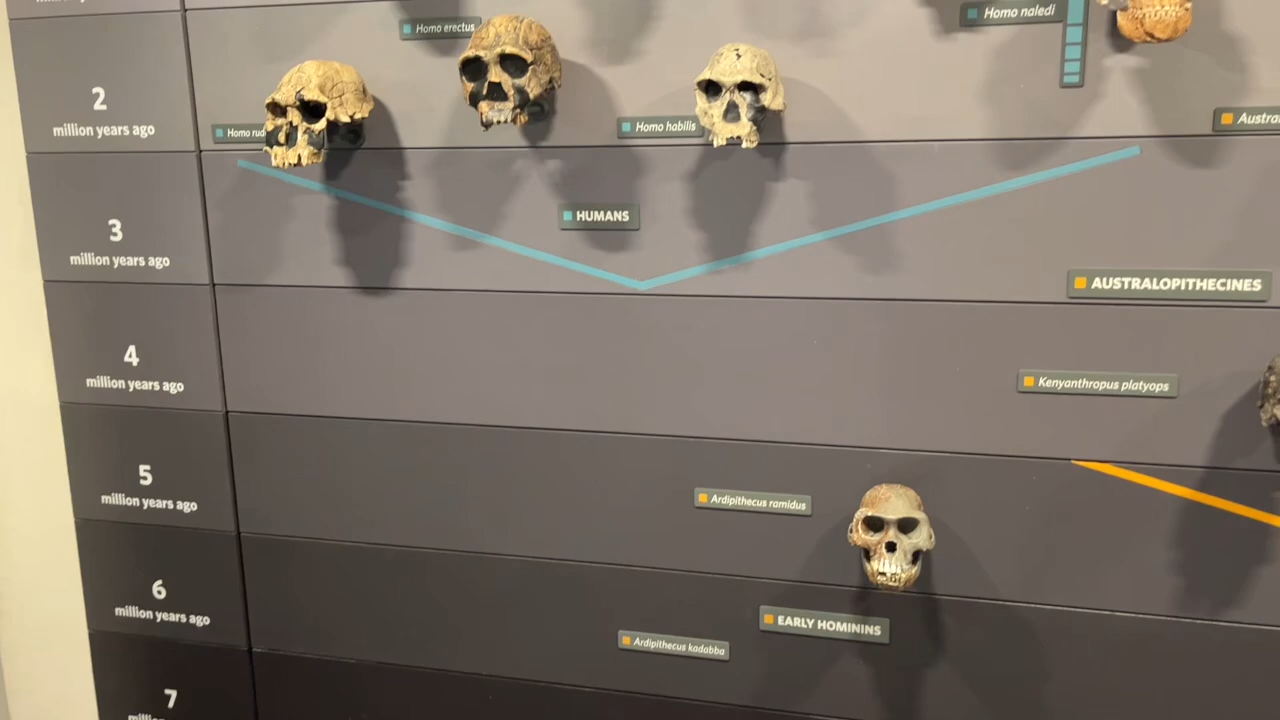 Homo erectus
Homo naledi
2
million years ago
Homo
Homo habilis
3
million years ago
HUMANS
AUSTRALOPITHECINES
4
million years ago
Kenyanthropus platyops
5
million years ago
Ardipithecus ramidus
6
million years ago
EARLY HOMININS
Ardipithecus kadabba
7